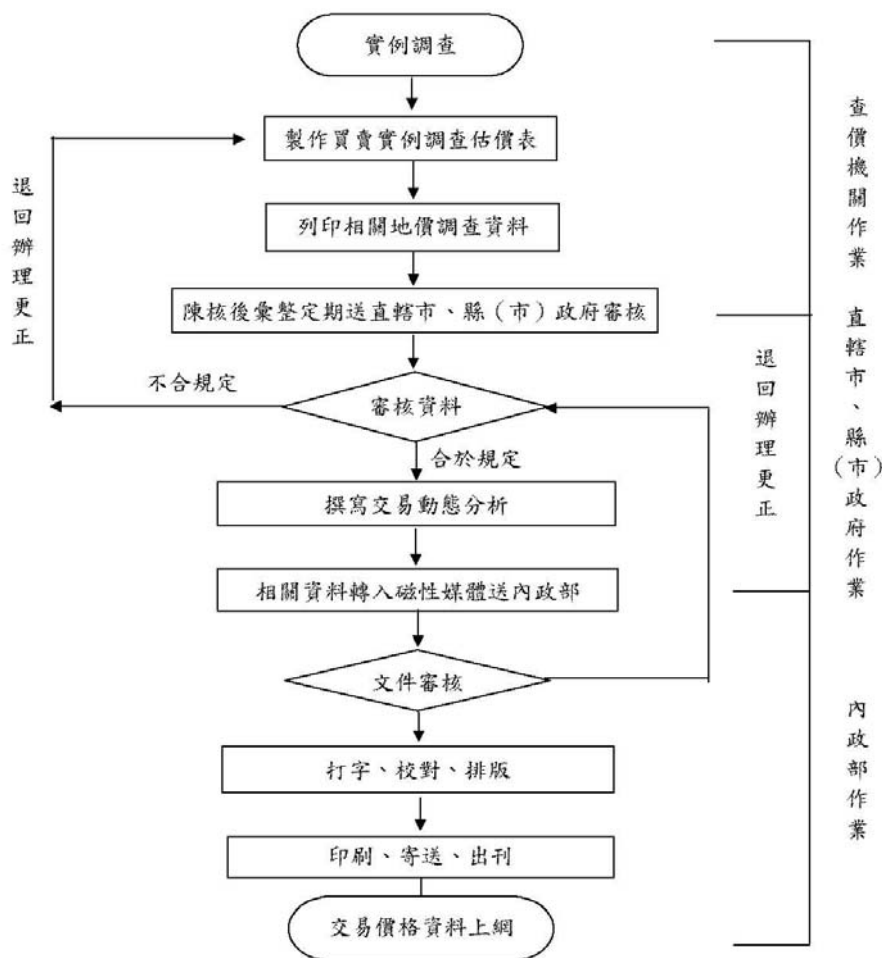 實例調查
製作買賣實例調查估價表
列印相關地價調查資料
陳核後彙整定期送直轄市、縣（市）政府審核
不合規定
審核資料
合於規定
撰寫交易動態分析
相關資料轉入磁性媒體送內政部
文件審核
打字、校對、排版
印刷、寄送、出刊
交易價格資料上網
退回辦理更正
退回辦理更正
查價機關作業
直轄市、縣（市）政府作業
內政部作業